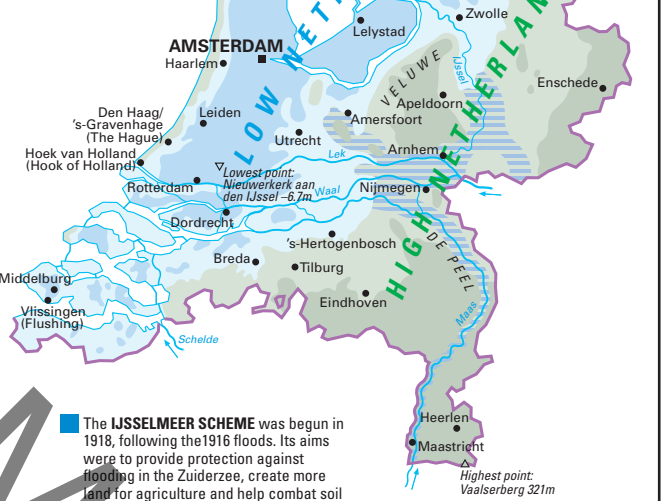 Zwolle
Lelystad
AMSTERDAM
Haarlem
LOW NET
HIGH NETHERLAN
VELUWE
IJssel
Enschede
Apeldoorn
Den Haag/
's-Gravenhage
(The Hague)
Leiden
Amersfoort
Utrecht
Hoek van Holland
(Hook of Holland)
Lek
Arnhem
Lowest point:
Nieuwerkerk aan
den IJssel –6.7m
Rotterdam
Waal
Nijmegen
Dordrecht
's-Hertogenbosch
DE PEEL
Breda
Tilburg
Middelburg
Eindhoven
Vlissingen
(Flushing)
Maas
Schelde
Heerlen
Maastricht
Highest point:
Vaalserberg 321m
The IJSSELMEER SCHEME was begun in
1918, following the1916 floods. Its aims
were to provide protection against
flooding in the Zuiderzee, create more
land for agriculture and help combat soil